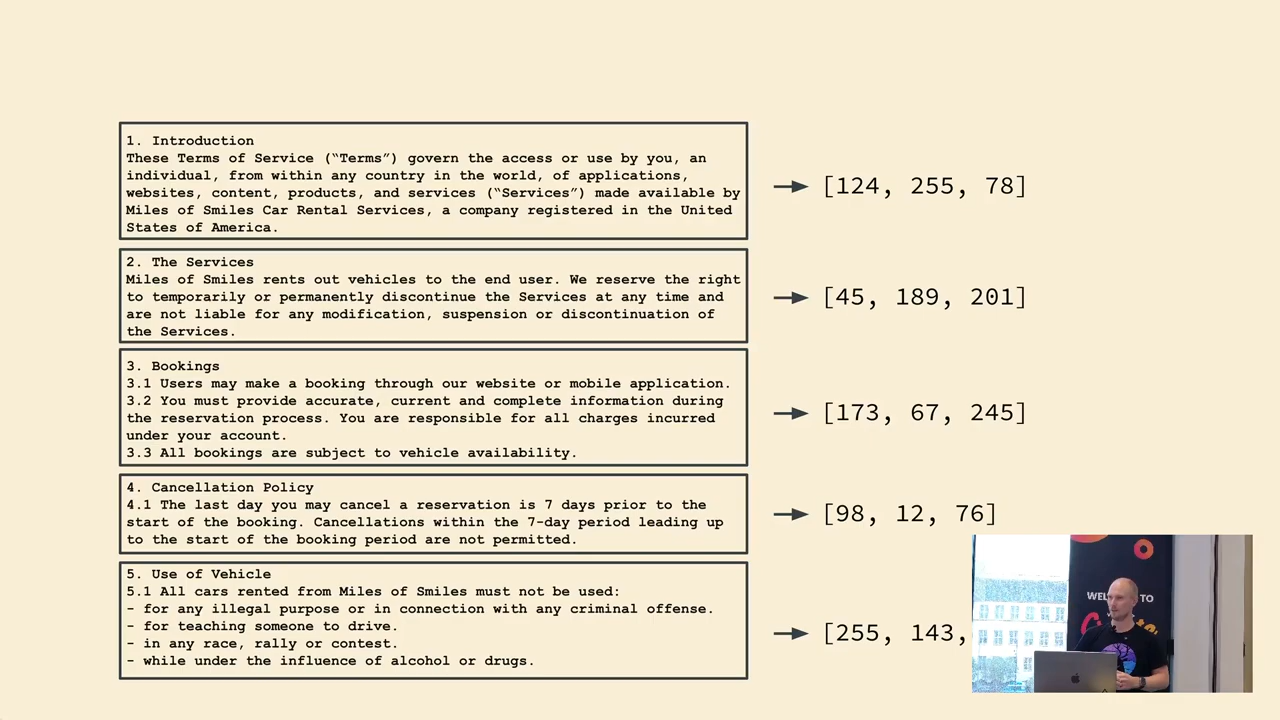 1. Introduction
These Terms of Service (“Terms”) govern the access or use by you, an
individual, from within any country in the world, of applications,
websites, content, products, and services (“Services”) made available by
Miles of Smiles Car Rental Services, a company registered in the United
States of America.
[124, 255, 78]
2. The Services
Miles of Smiles rents out vehicles to the end user. We reserve the right
to temporarily or permanently discontinue the Services at any time and
are not liable for any modification, suspension or discontinuation of
the Services.
[45, 189, 201]
3. Bookings
3.1 Users may make a booking through our website or mobile application.
3.2 You must provide accurate, current and complete information during
the reservation process. You are responsible for all charges incurred
under your account.
3.3 All bookings are subject to vehicle availability.
[173, 67, 245]
4. Cancellation Policy
4.1 The last day you may cancel a reservation is 7 days prior to the
start of the booking. Cancellations within the 7-day period leading up
to the start of the booking period are not permitted.
[98, 12, 76]
5. Use of Vehicle
5.1 All cars rented from Miles of Smiles must not be used:
- for any illegal purpose or in connection with any criminal offense.
- for teaching someone to drive.
- in any race, rally or contest.
- while under the influence of alcohol or drugs.
[255, 143,